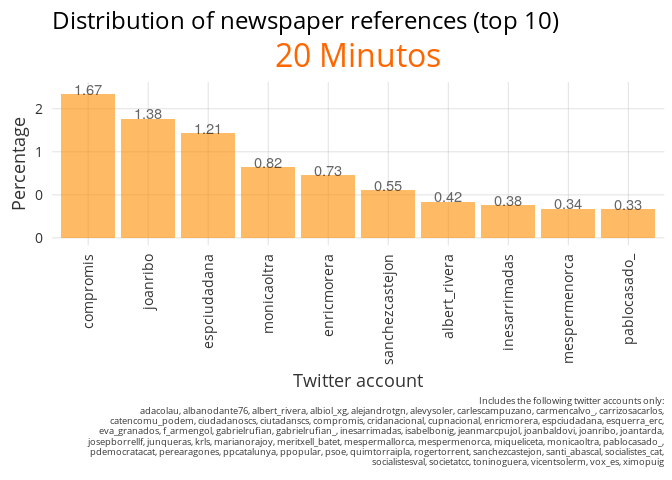 Distribution of newspaper references (top 10)
20 Minutos
Percentage
2
1
0
0
1.67
1.38
1.21
0.82
0.73
0.55
0.42
0.38
0.34
0.33
compromis
joanribo
espciudadana
monicaoltra
enricmorera
sanchezcastejon
albert_rivera
inesarrimadas
mespermenorca
pablocasado_
Twitter account
Includes the following twitter accounts only:
adacolau, albanodante76, albert_rivera, albiol_xg, alejandrotgn, alevysoler, carlescampuzano, carmencalvo_, carrizosacarlos,
catencomu_podem, ciudadanoscs, ciutadanscs, compromis, cridanacional, cupnacional, enricmorera, espciudadana, esquerra_erc,
eva_granados, f_armengol, gabrielrufian, gabrielrufian_, inesarrimadas, isabelbonig, jeanmarcpujol, joanbaldovi, joanribo, joantarda,
josepborrellf, junqueras, krls, marianorajoy, meritxell_batet, mespermallorca, mespermenorca, miqueliceta, monicaoltra, pablocasado_,
pdemocratacat, perearagones, ppcatalunya, ppopular, psoe, quimtorraipla, rogertorrent, sanchezcastejon, santi_abascal, socialistes_cat,
socialistesval, societatcc, toninoguera, vicentsolerm, vox_es, ximopuig